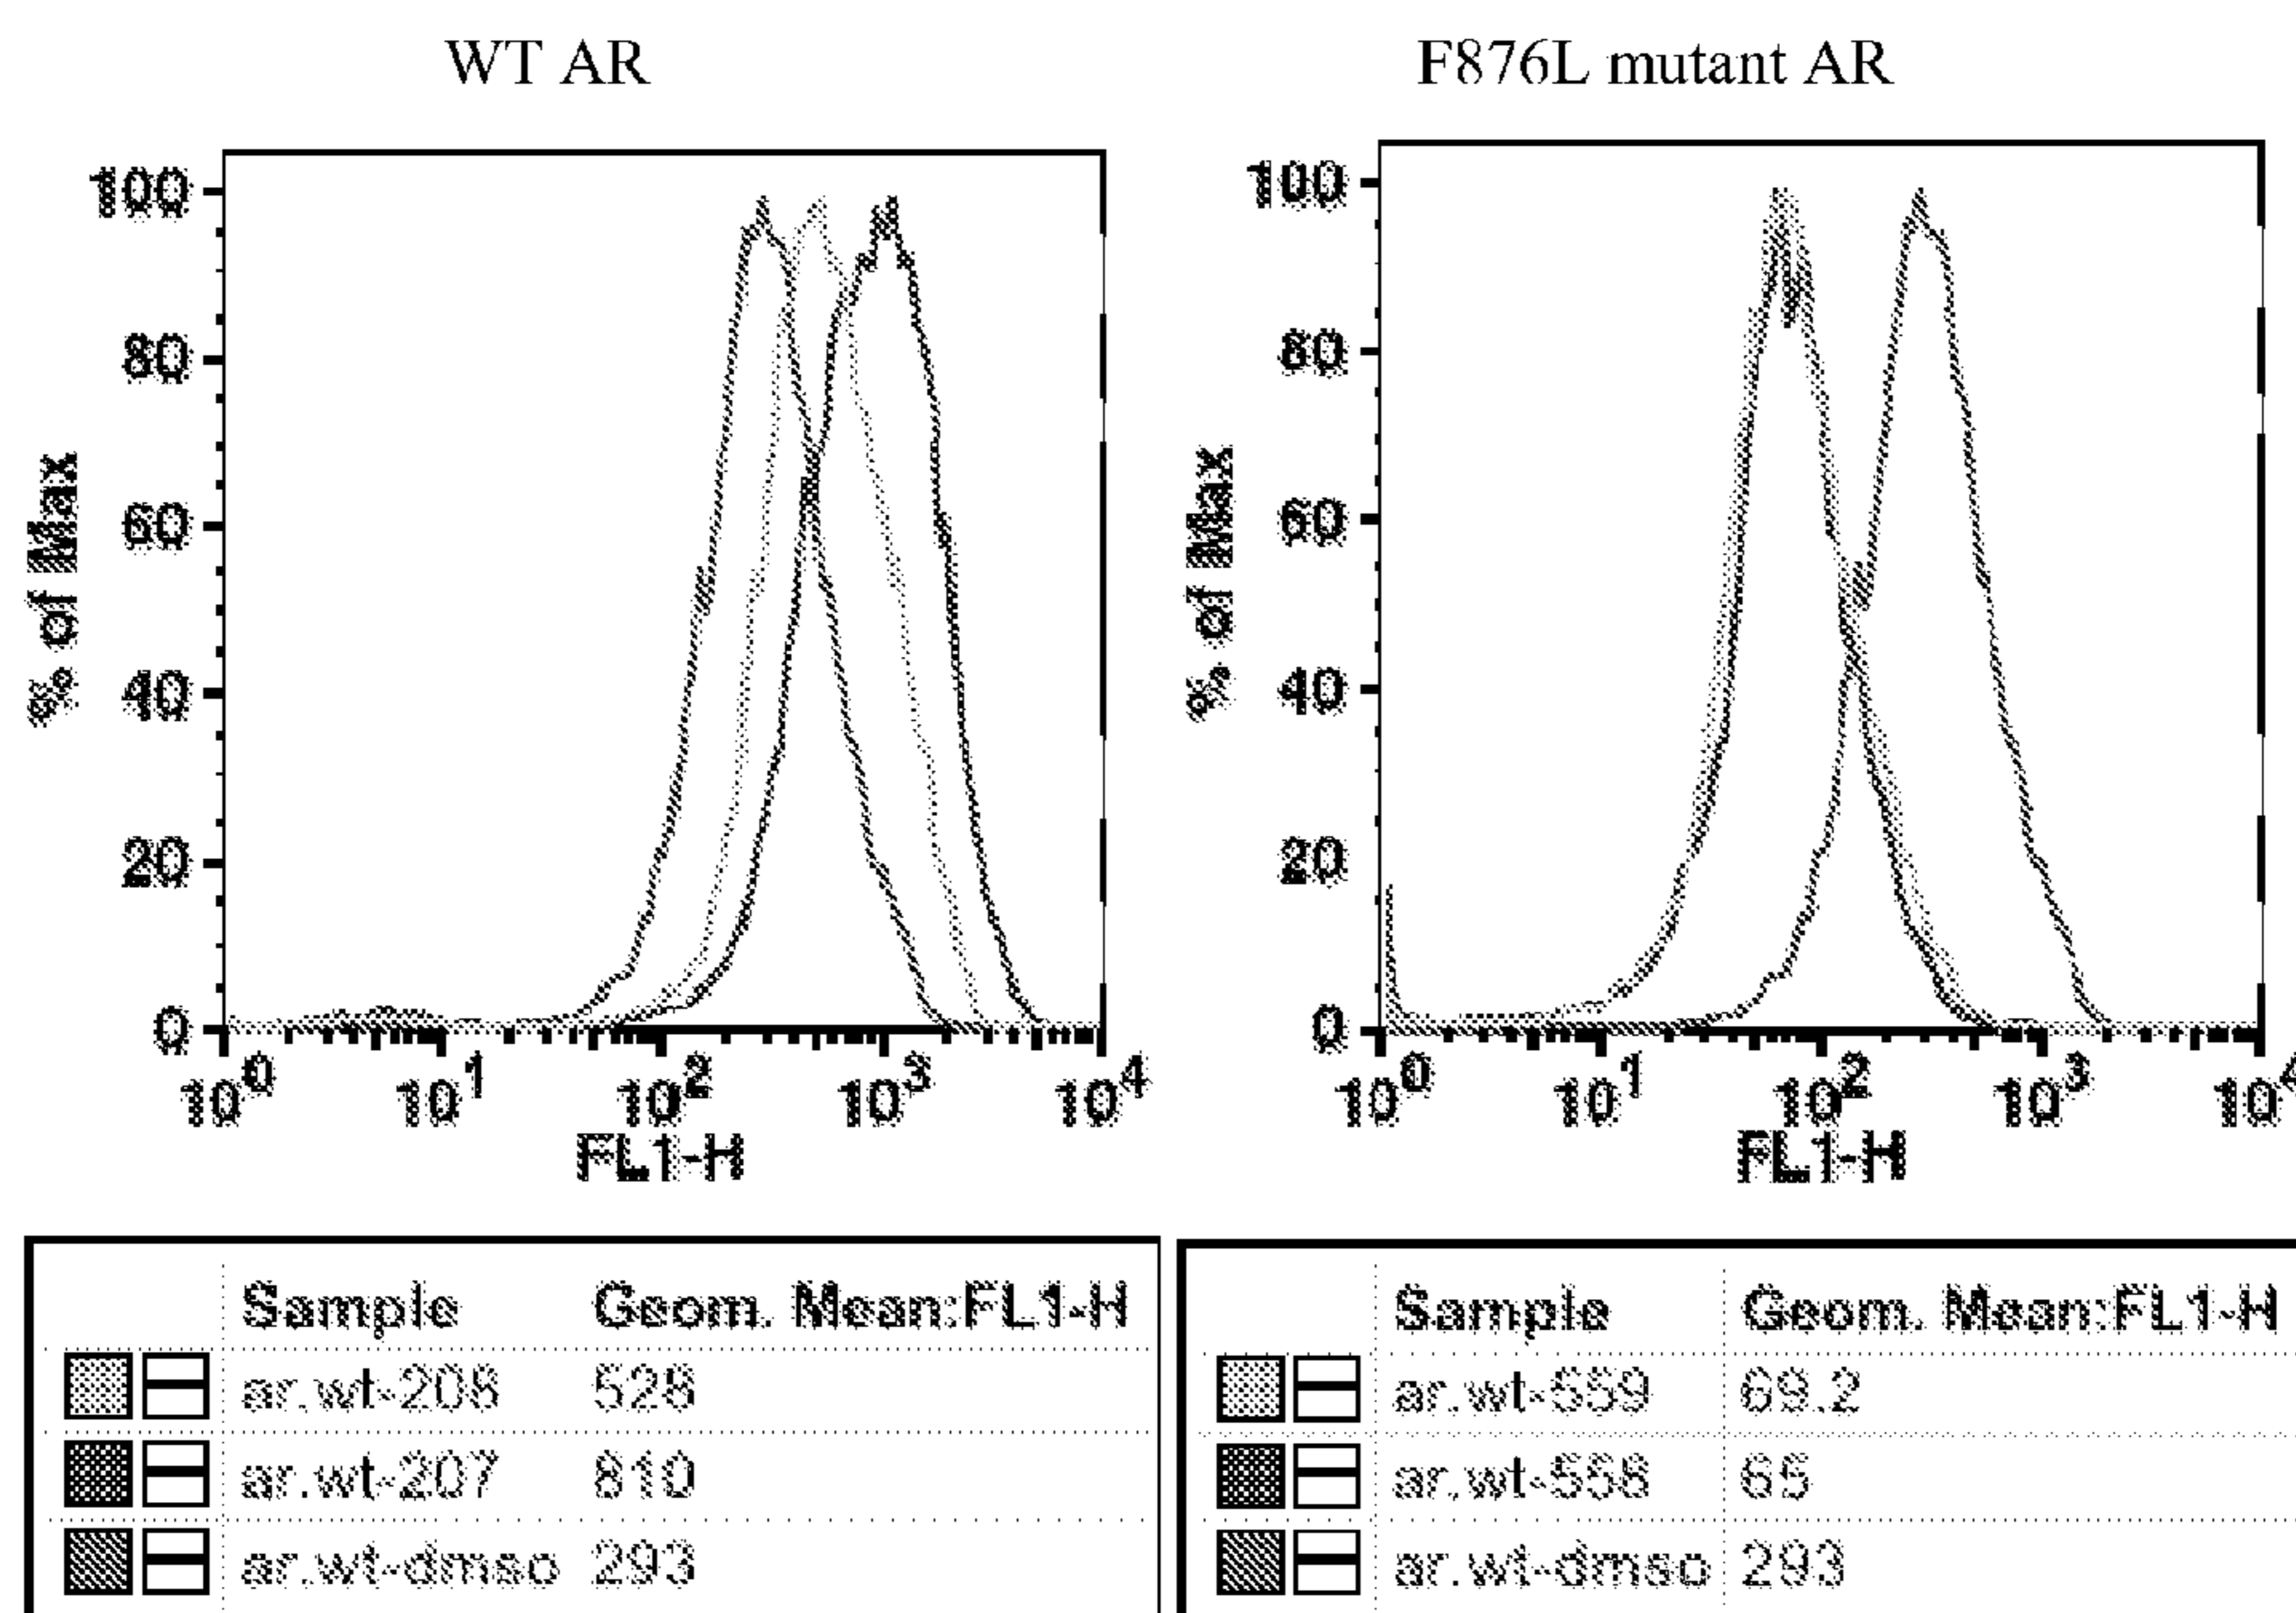 WT AR
F876L mutant AR
100
80
60
40
20
0
% of Max
10^0 10^1 10^2 10^3 10^4
FL1-H
100
80
60
40
20
0
% of Max
10^0 10^1 10^2 10^3 10^4
FL1-H
Sample Geom. Mean:FL1-H
ar.wt-208 528
ar.wt-207 810
ar.wt-dmso 293
Sample Geom. Mean:FL1-H
ar.wt-559 69.2
ar.wt-558 65
ar.wt-dmso 293